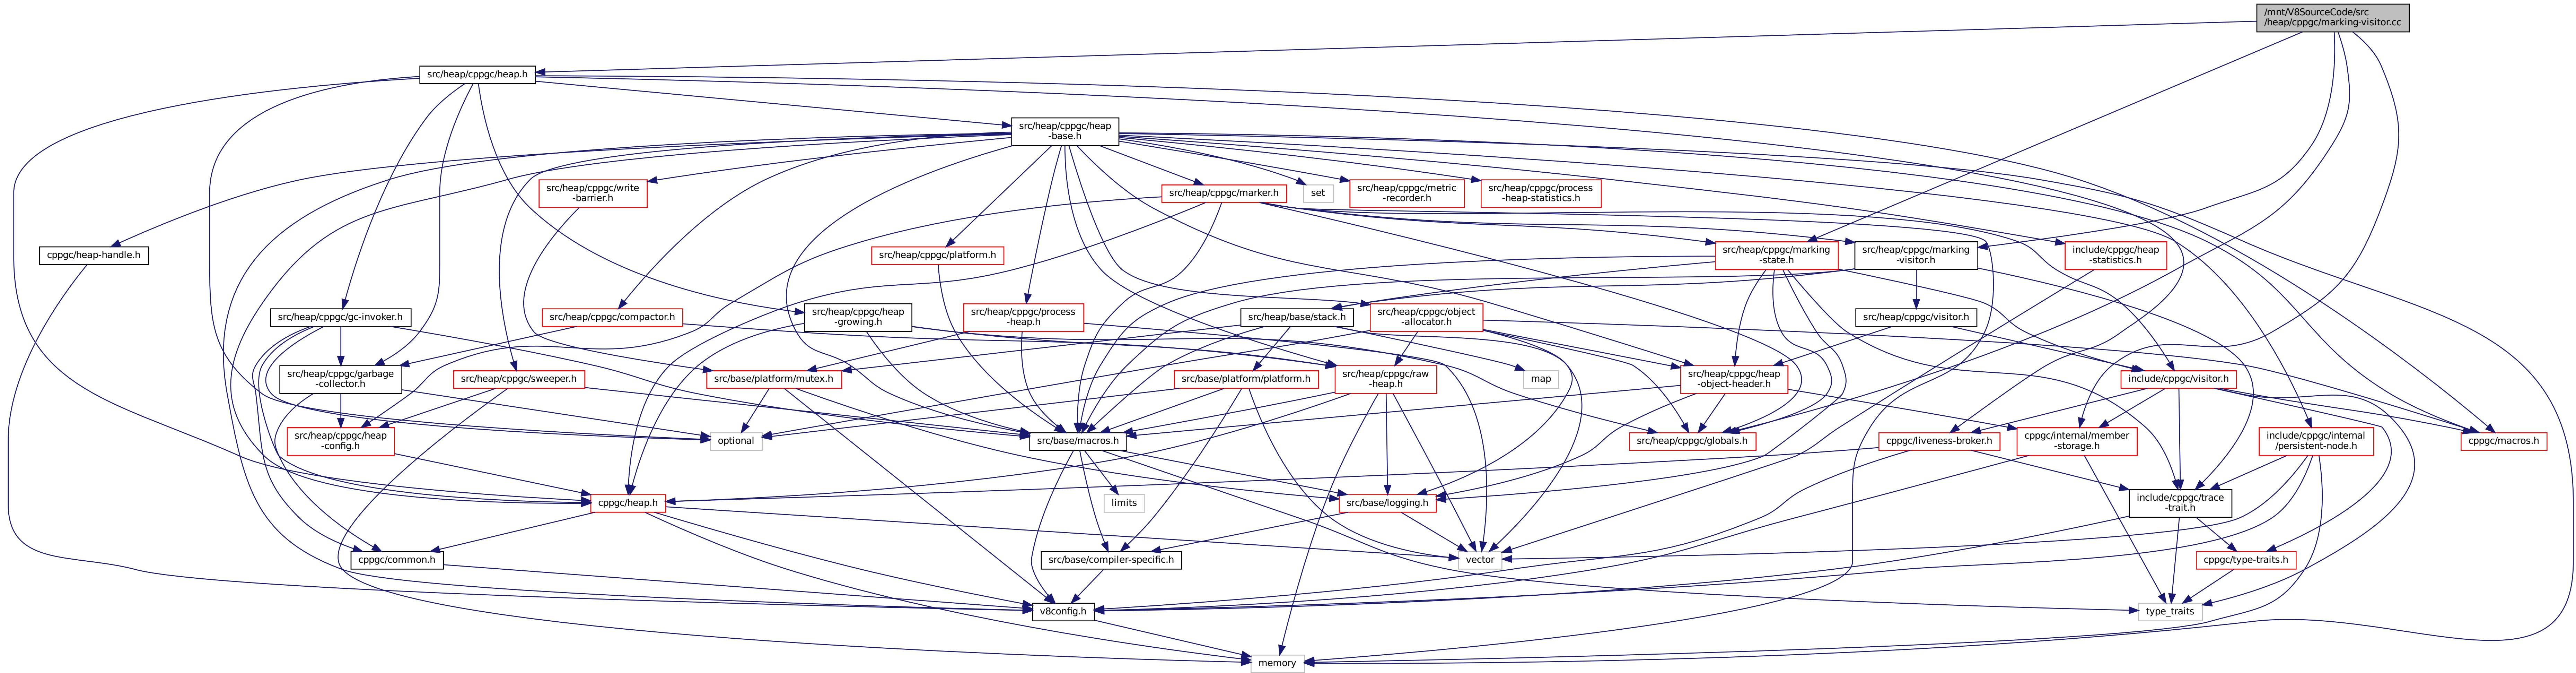 /mnt/V8SourceCode/src
/heap/cppgc/marking-visitor.cc
src/heap/cppgc/heap.h
src/heap/cppgc/heap
-base.h
src/heap/cppgc/write
-barrier.h
src/heap/cppgc/marker.h
set
src/heap/cppgc/metric
-recorder.h
src/heap/cppgc/process
-heap-statistics.h
cppgc/heap-handle.h
src/heap/cppgc/platform.h
src/heap/cppgc/marking
-state.h
src/heap/cppgc/marking
-visitor.h
include/cppgc/heap
-statistics.h
src/heap/cppgc/gc-invoker.h
src/heap/cppgc/compactor.h
src/heap/cppgc/heap
-growing.h
src/heap/cppgc/process
-heap.h
src/heap/base/stack.h
src/heap/cppgc/object
-allocator.h
src/heap/cppgc/visitor.h
src/heap/cppgc/garbage
-collector.h
src/heap/cppgc/sweeper.h
src/base/platform/mutex.h
src/base/platform/platform.h
src/heap/cppgc/raw
-heap.h
map
src/heap/cppgc/heap
-object-header.h
include/cppgc/visitor.h
src/heap/cppgc/heap
-config.h
optional
src/base/macros.h
src/heap/cppgc/globals.h
cppgc/liveness-broker.h
cppgc/internal/member
-storage.h
include/cppgc/internal
/persistent-node.h
cppgc/macros.h
cppgc/heap.h
limits
src/base/logging.h
include/cppgc/trace
-trait.h
cppgc/common.h
src/base/compiler-specific.h
vector
cppgc/type-traits.h
v8config.h
type_traits
memory